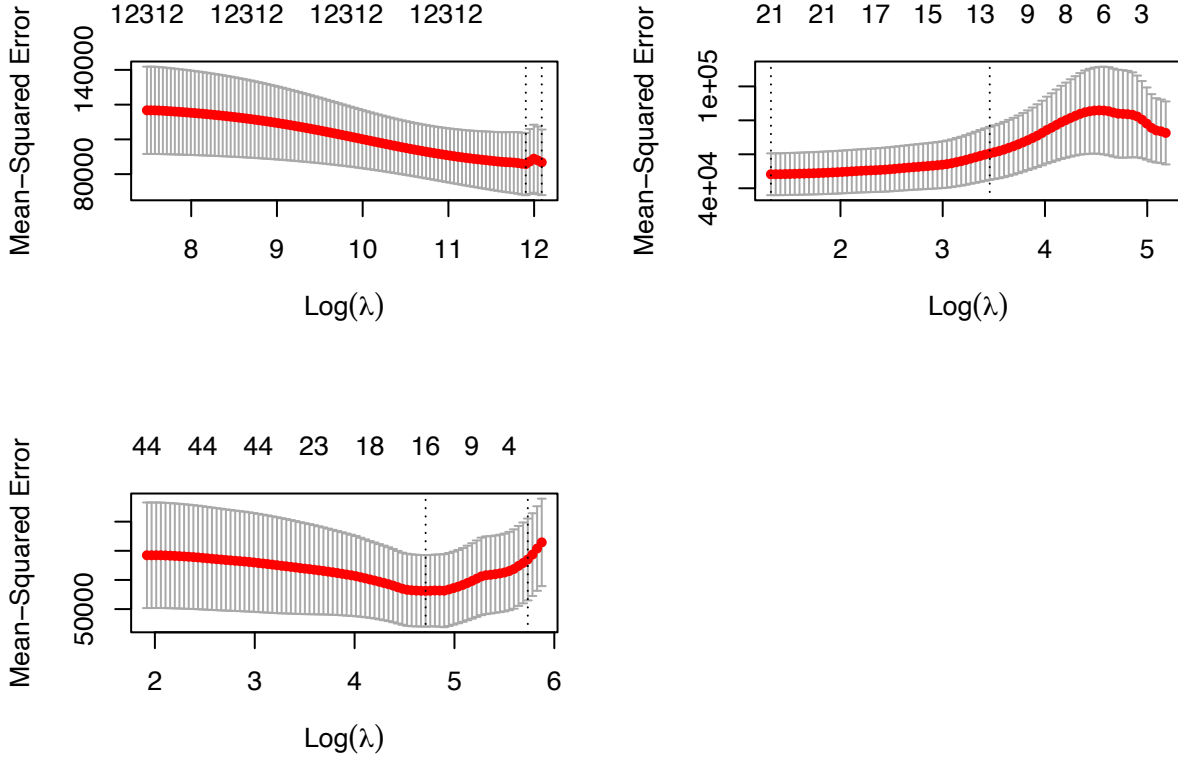 12312 12312 12312 12312
Mean−Squared Error
80000 140000
8 9 10 11 12
Log(λ)
21 21 17 15 13 9 8 6 3
Mean−Squared Error
4e+04 1e+05
2 3 4 5
Log(λ)
44 44 44 23 18 16 9 4
Mean−Squared Error
50000
2 3 4 5 6
Log(λ)